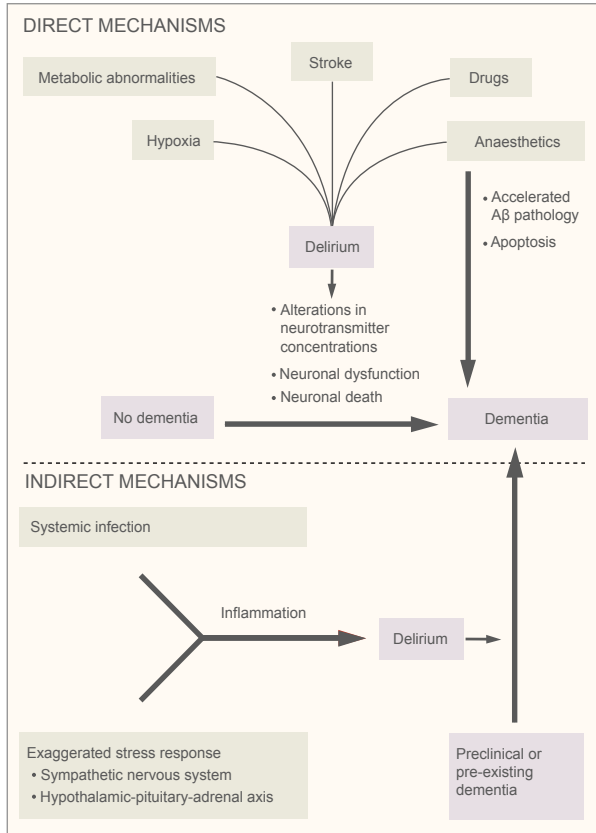 DIRECT MECHANISMS
Stroke
Metabolic abnormalities
Drugs
Hypoxia
Anaesthetics
• Accelerated
Aβ pathology
• Apoptosis
Delirium
• Alterations in
neurotransmitter
concentrations
• Neuronal dysfunction
• Neuronal death
No dementia
Dementia
INDIRECT MECHANISMS
Systemic infection
Inflammation
Delirium
Exaggerated stress response
• Sympathetic nervous system
• Hypothalamic-pituitary-adrenal axis
Preclinical or
pre-existing
dementia